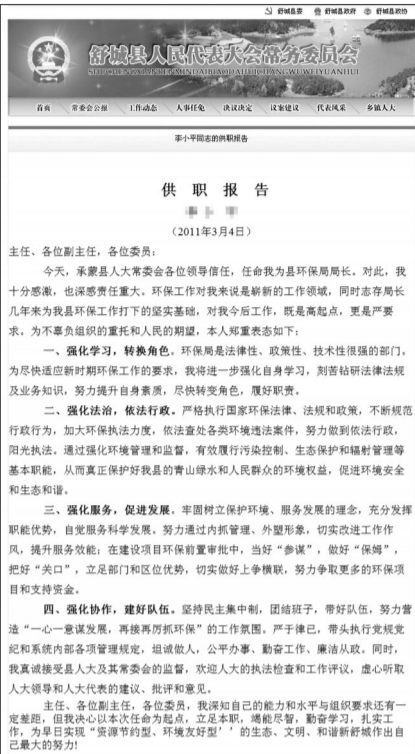 舒城县委 舒城县政府 舒城县政协
舒城县人民代表大会常务委员会
SHUCHENGXIANRENMINDAIBIAODAHUICHANGWUWEIYUANHUI
首页 常委会公报 工作动态 人事任免 决议决定 议案建议 代表风采 乡镇人大
李小平同志的供职报告
供 职 报 告
（2011年3月4日）
主任、各位副主任，各位委员：
今天，承蒙县人大常委会各位领导信任，任命我为县环保局局长。对此，我
十分感激，也深感责任重大。环保工作对我来说是崭新的工作领域，同时志存局长
几年来为我县环保工作打下的坚实基础，对我今后工作，既是高起点，更是严要
求，为不辜负组织的重托和人民的期望，本人郑重表态如下：
一、强化学习，转换角色。环保局是法律性、政策性、技术性很强的部门。
为尽快适应新时期环保工作的要求，我将进一步强化自身学习，刻苦钻研法律法规
及业务知识，努力提升自身素质，尽快转变角色，履好职责。
二、强化法治，依法行政。严格执行国家环保法律、法规和政策，不断规范
行政行为，加大环保执法力度，依法查处各类环境违法案件，努力做到依法行政，
阳光执法。通过强化环境管理和监督，有效履行污染控制、生态保护和辐射管理等
基本职能，从而真正保护好我县的青山绿水和人民群众的环境权益，促进环境安全
和生态和谐。
三、强化服务，促进发展。牢固树立保护环境、服务发展的理念，充分发挥
职能优势，自觉服务科学发展。努力通过内抓管理、外塑形象，切实改进工作作
风，提升服务效能；在建设项目环保前置审批中，当好“参谋”，做好“保姆”，
把好“关口”，立足部门和区位优势，切实做好上争横联，努力争取更多的环保项
目和支持资金。
四、强化协作，建好队伍。坚持民主集中制，团结班子，带好队伍，努力营
造“一心一意谋发展，再接再厉抓环保”的工作氛围。严于律已，带头执行党规党
纪和系统内部各项管理规定，坦诚做人，公平办事、勤奋工作、廉洁从政。同时，
我真诚接受县人大及其常委会的监督，欢迎人大的执法检查和工作评议，虚心听取
人大领导和人大代表的建议、批评和意见。
主任、各位副主任、各位委员，我深知自己的能力和水平与组织要求还有一
定差距，但我决心以本次任命为起点，立足本职，竭能尽智，勤奋学习，扎实工
作，为早日实现“资源节约型、环境友好型’’的生态、文明、和谐新舒城作出自
己最大的努力!